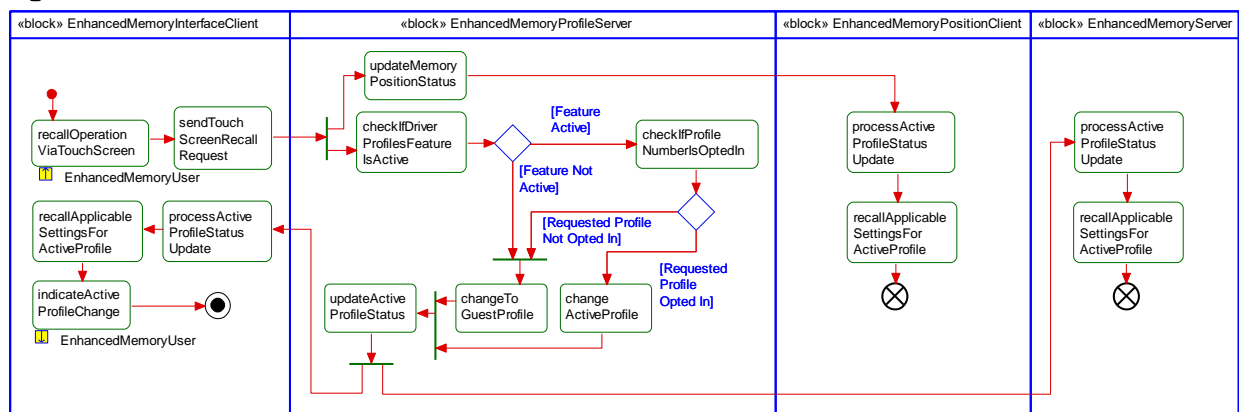 «block» EnhancedMemoryInterfaceClient
«block» EnhancedMemoryProfileServer
«block» EnhancedMemoryPositionClient
«block» EnhancedMemoryServer
recallOperation
ViaTouchScreen
EnhancedMemoryUser
sendTouch
ScreenRecall
Request
updateMemory
PositionStatus
checkIfDriver
ProfilesFeature
IsActive
[Feature
Active]
[Feature Not
Active]
checkIfProfile
NumberIsOptedIn
[Requested Profile
Not Opted In]
[Requested
Profile
Opted In]
changeTo
GuestProfile
change
ActiveProfile
updateActive
ProfileStatus
processActive
ProfileStatus
Update
recallApplicable
SettingsFor
ActiveProfile
indicateActive
ProfileChange
EnhancedMemoryUser
processActive
ProfileStatus
Update
recallApplicable
SettingsFor
ActiveProfile
processActive
ProfileStatus
Update
recallApplicable
SettingsFor
ActiveProfile